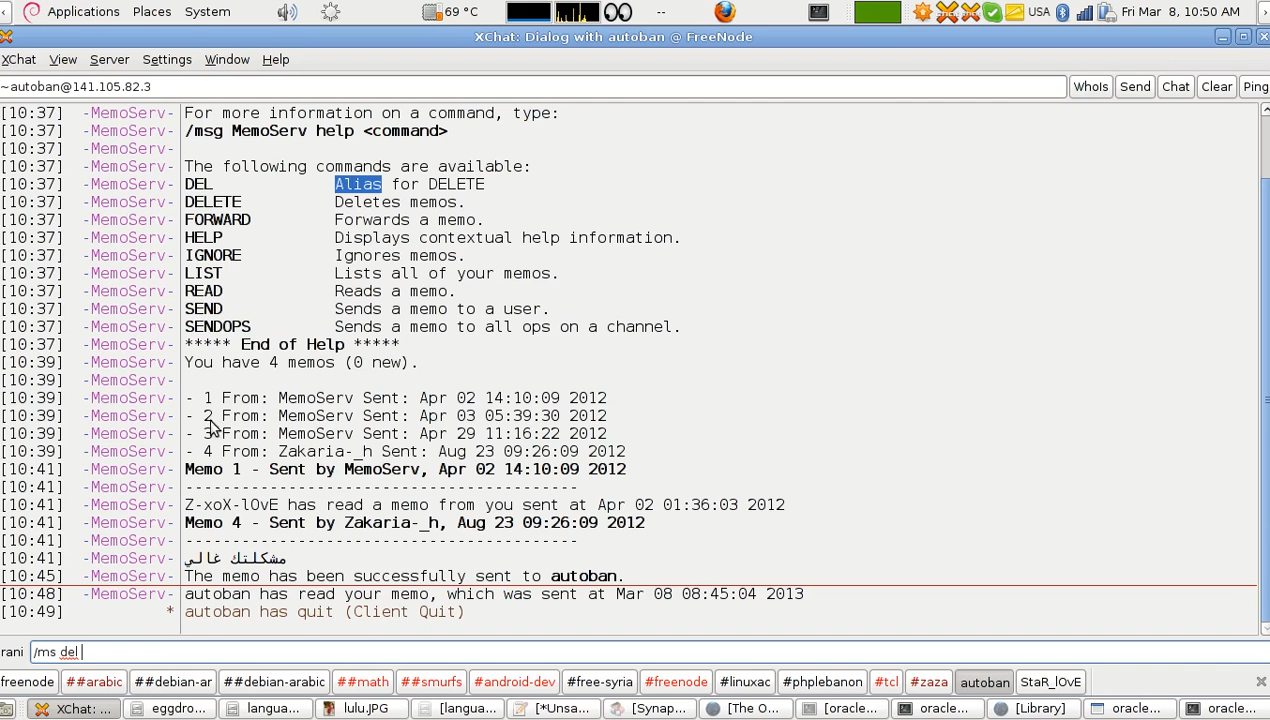 Applications Places System 69 °C -- USA Fri Mar 8, 10:50 AM
XChat: Dialog with autoban @ FreeNode
XChat View Server Settings Window Help
~autoban@141.105.82.3 WhoIs Send Chat Clear Ping
[10:37] -MemoServ- For more information on a command, type:
[10:37] -MemoServ- /msg MemoServ help <command>
[10:37] -MemoServ-
[10:37] -MemoServ- The following commands are available:
[10:37] -MemoServ- DEL Alias for DELETE
[10:37] -MemoServ- DELETE Deletes memos.
[10:37] -MemoServ- FORWARD Forwards a memo.
[10:37] -MemoServ- HELP Displays contextual help information.
[10:37] -MemoServ- IGNORE Ignores memos.
[10:37] -MemoServ- LIST Lists all of your memos.
[10:37] -MemoServ- READ Reads a memo.
[10:37] -MemoServ- SEND Sends a memo to a user.
[10:37] -MemoServ- SENDOPS Sends a memo to all ops on a channel.
[10:37] -MemoServ- ***** End of Help *****
[10:39] -MemoServ- You have 4 memos (0 new).
[10:39] -MemoServ-
[10:39] -MemoServ- - 1 From: MemoServ Sent: Apr 02 14:10:09 2012
[10:39] -MemoServ- - 2 From: MemoServ Sent: Apr 03 05:39:30 2012
[10:39] -MemoServ- - 3 From: MemoServ Sent: Apr 29 11:16:22 2012
[10:39] -MemoServ- - 4 From: Zakaria-_h Sent: Aug 23 09:26:09 2012
[10:41] -MemoServ- Memo 1 - Sent by MemoServ, Apr 02 14:10:09 2012
[10:41] -MemoServ- ------------------------------------------
[10:41] -MemoServ- Z-xoX-lOvE has read a memo from you sent at Apr 02 01:36:03 2012
[10:41] -MemoServ- Memo 4 - Sent by Zakaria-_h, Aug 23 09:26:09 2012
[10:41] -MemoServ- ------------------------------------------
[10:41] -MemoServ- مشكلتك غالي
[10:45] -MemoServ- The memo has been successfully sent to autoban.
[10:48] -MemoServ- autoban has read your memo, which was sent at Mar 08 08:45:04 2013
[10:49] * autoban has quit (Client Quit)
rani /ms del
freenode ##arabic ##debian-ar ##debian-arabic ##math ##smurfs #android-dev #free-syria #freenode #linuxac #phplebanon #tcl #zaza autoban StaR_lOvE
XChat: ... eggdro... langua... lulu.JPG [langua... [*Unsa... [Synap... [The O... [oracle... oracle... [Library] oracle... oracle...